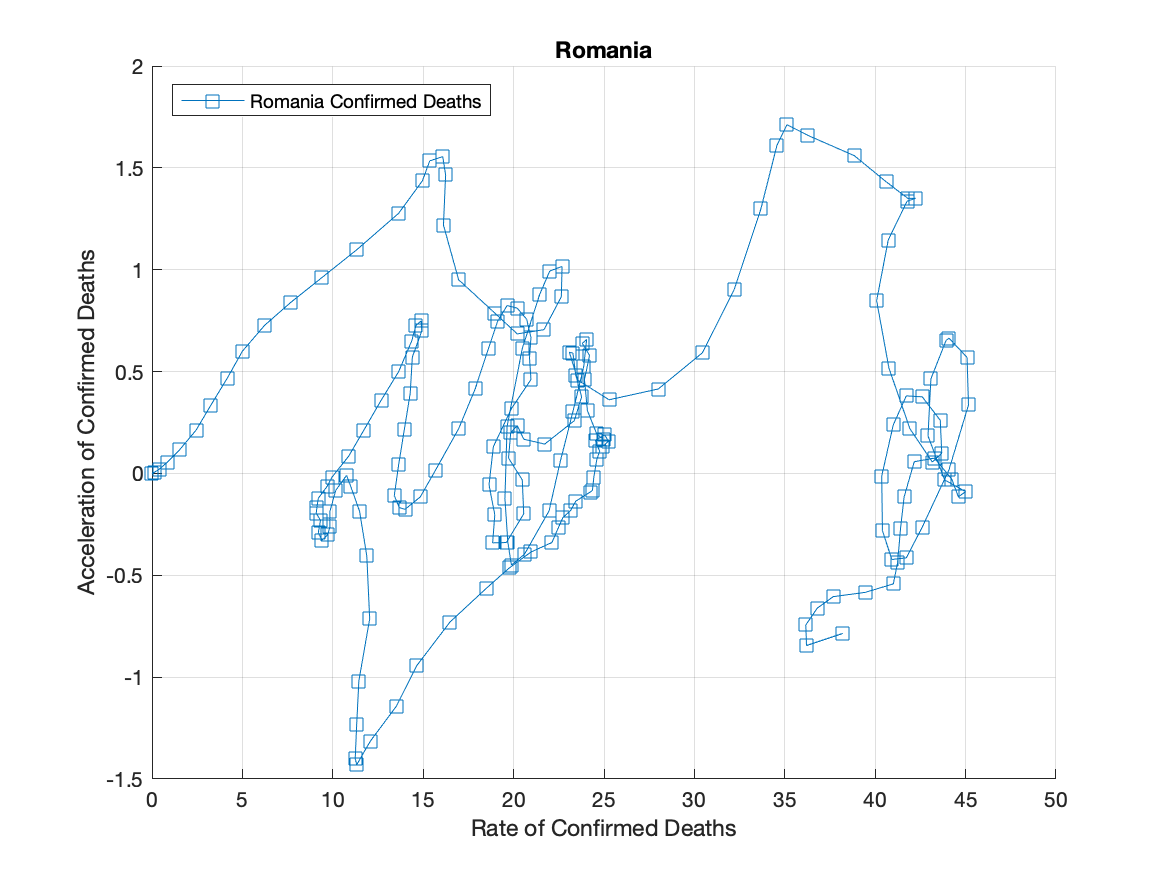 Romania
Romania Confirmed Deaths
2
1.5
1
0.5
0
-0.5
-1
-1.5
Acceleration of Confirmed Deaths
0 5 10 15 20 25 30 35 40 45 50
Rate of Confirmed Deaths